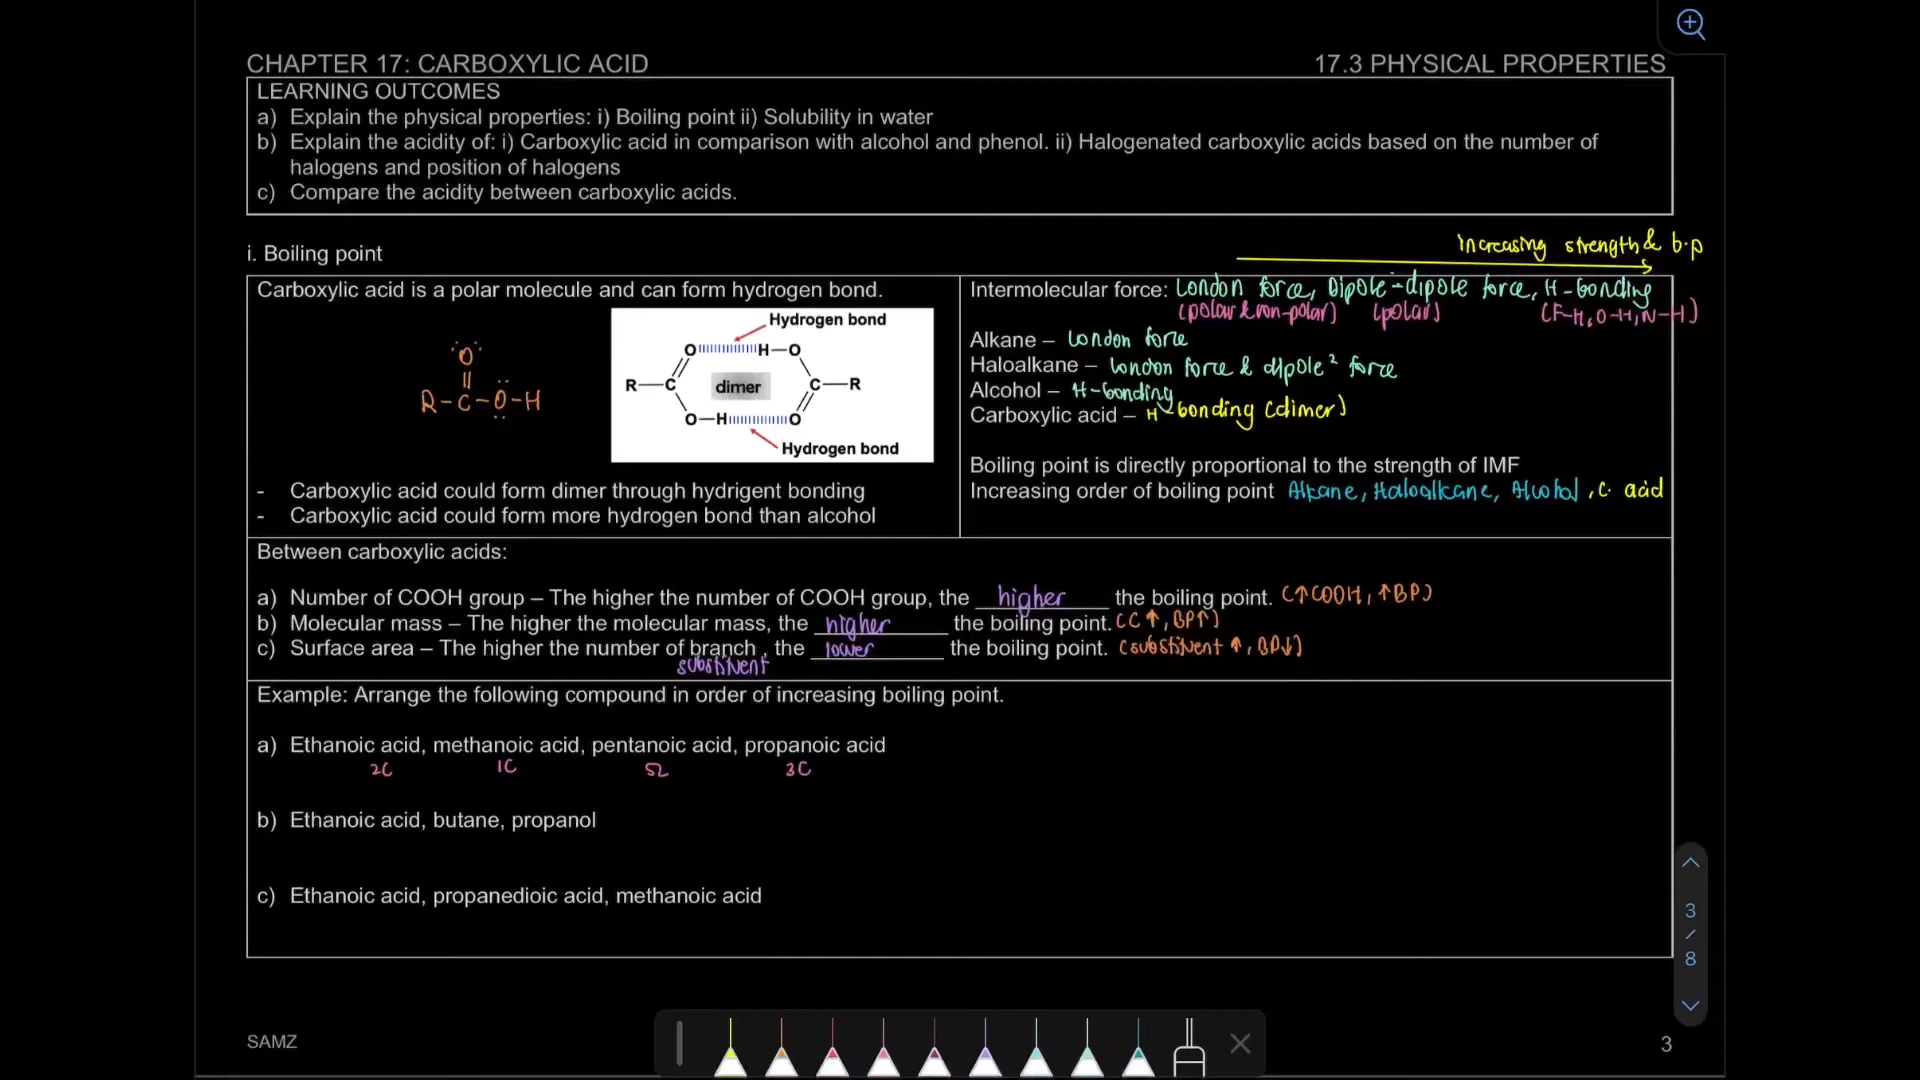 CHAPTER 17: CARBOXYLIC ACID 17.3 PHYSICAL PROPERTIES
LEARNING OUTCOMES
a) Explain the physical properties: i) Boiling point ii) Solubility in water
b) Explain the acidity of: i) Carboxylic acid in comparison with alcohol and phenol. ii) Halogenated carboxylic acids based on the number of
halogens and position of halogens
c) Compare the acidity between carboxylic acids.
increasing strength & b.p
i. Boiling point
Carboxylic acid is a polar molecule and can form hydrogen bond.
O
R-C-O-H
Hydrogen bond
O H-O
R-C dimer C-R
O-H O
Hydrogen bond
- Carboxylic acid could form dimer through hydrigent bonding
- Carboxylic acid could form more hydrogen bond than alcohol
Intermolecular force: London force, Dipole-dipole force, H-bonding
(polar & non-polar) (polar) (F-H, O-H, N-H)
Alkane – London force
Haloalkane – London force & dipole² force
Alcohol – H-bonding
Carboxylic acid – H-bonding (dimer)
Boiling point is directly proportional to the strength of IMF
Increasing order of boiling point Alkane, Haloalkane, Alcohol, c. acid
Between carboxylic acids:
a) Number of COOH group – The higher the number of COOH group, the higher the boiling point. (↑COOH, ↑BP)
b) Molecular mass – The higher the molecular mass, the higher the boiling point. (C↑, BP↑)
c) Surface area – The higher the number of branch , the lower the boiling point. (substituent ↑, BP↓)
substituent
Example: Arrange the following compound in order of increasing boiling point.
a) Ethanoic acid, methanoic acid, pentanoic acid, propanoic acid
2C 1C 5C 3C
b) Ethanoic acid, butane, propanol
c) Ethanoic acid, propanedioic acid, methanoic acid
3
/
8
SAMZ 3